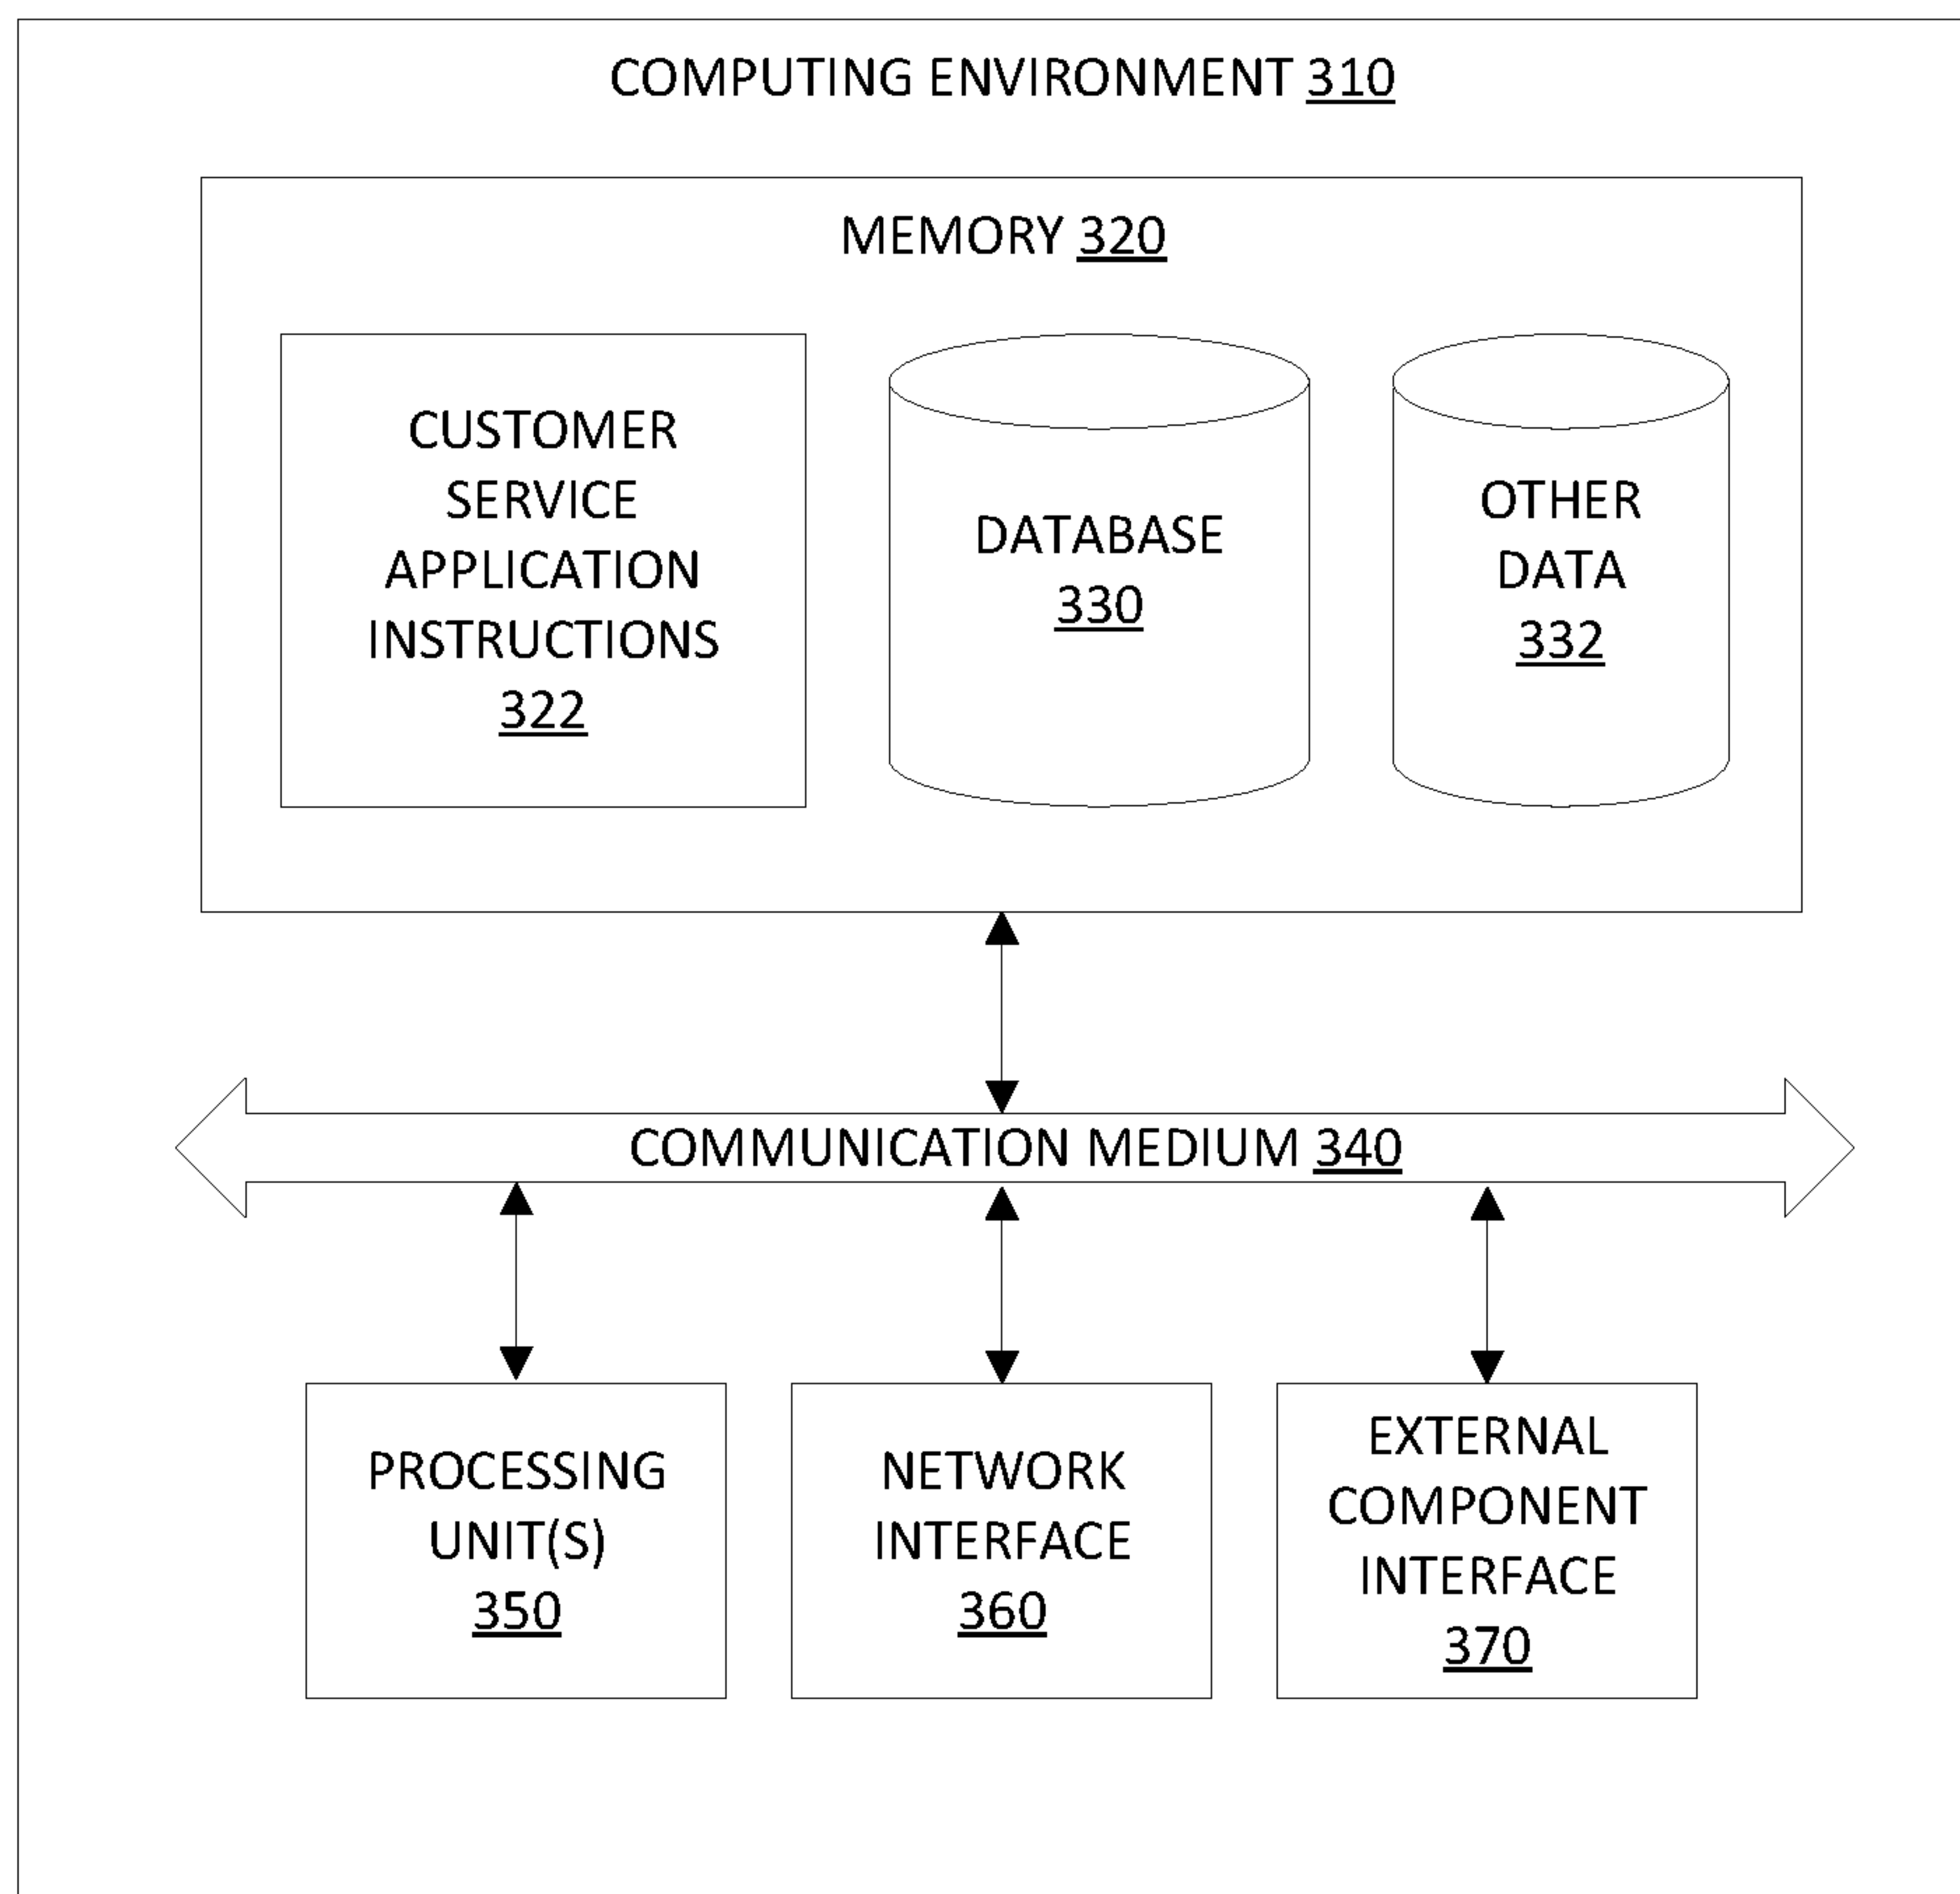 COMPUTING ENVIRONMENT 310
MEMORY 320
CUSTOMER
SERVICE
APPLICATION
INSTRUCTIONS
322
DATABASE
330
OTHER
DATA
332
COMMUNICATION MEDIUM 340
PROCESSING
UNIT(S)
350
NETWORK
INTERFACE
360
EXTERNAL
COMPONENT
INTERFACE
370